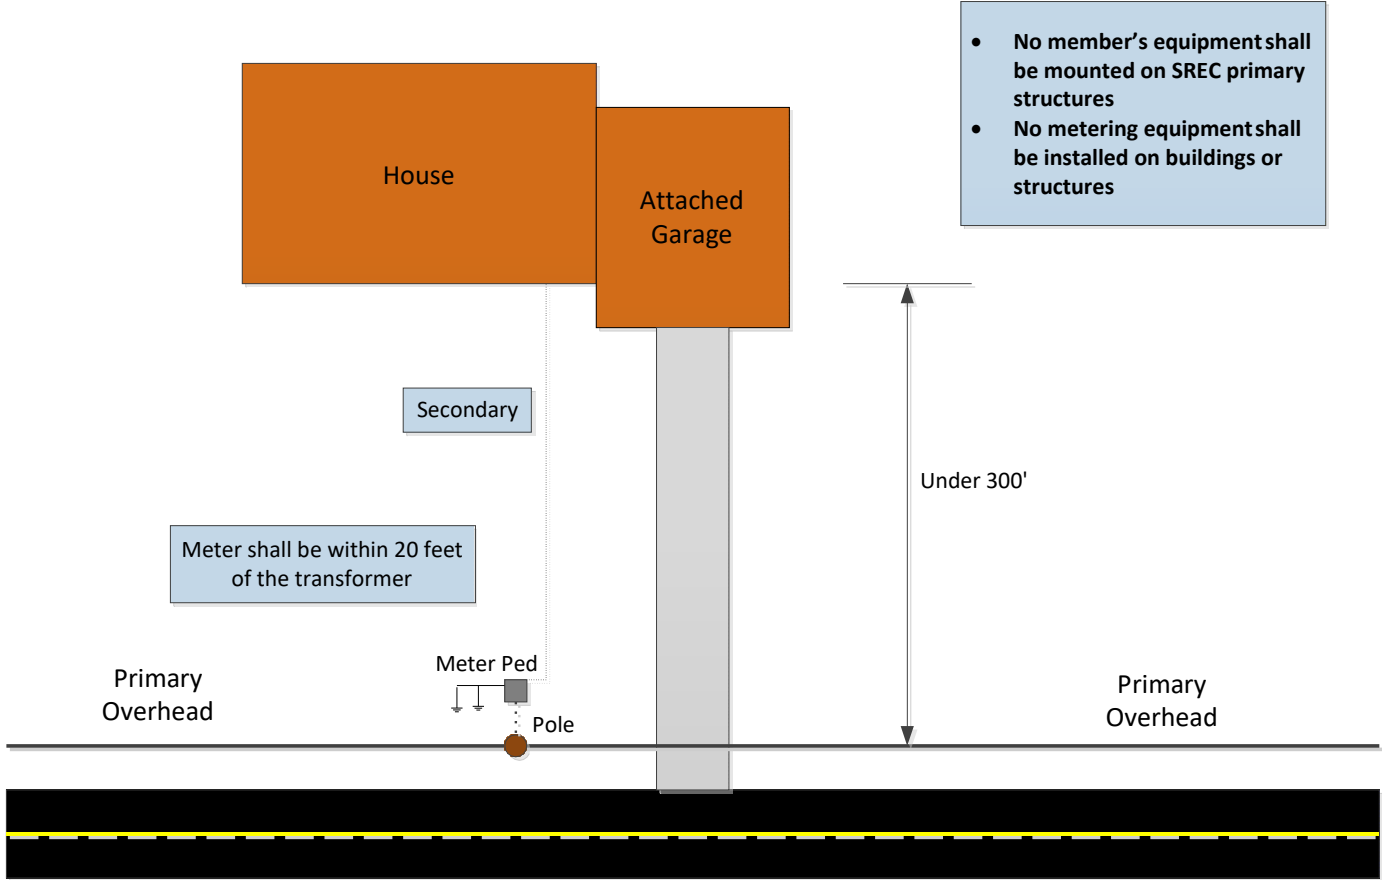 • No member’s equipment shall
be mounted on SREC primary
structures
• No metering equipment shall
be installed on buildings or
structures
House
Attached
Garage
Secondary
Under 300'
Meter shall be within 20 feet
of the transformer
Meter Ped
Primary
Overhead
Pole
Primary
Overhead